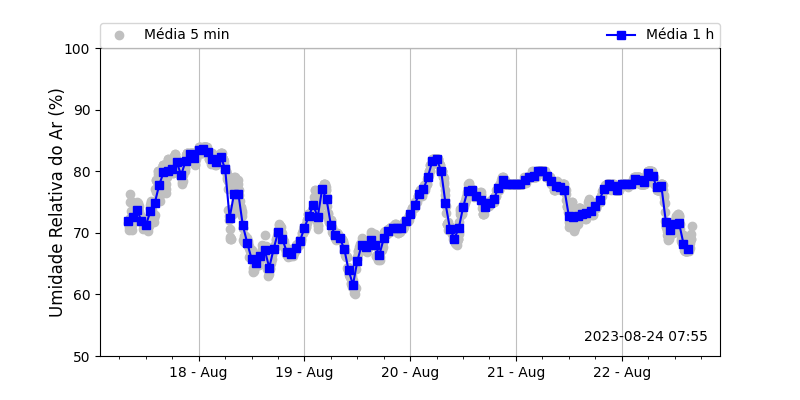 Média 5 min
Média 1 h
Umidade Relativa do Ar (%)
100
90
80
70
60
50
2023-08-24 07:55
18 - Aug
19 - Aug
20 - Aug
21 - Aug
22 - Aug